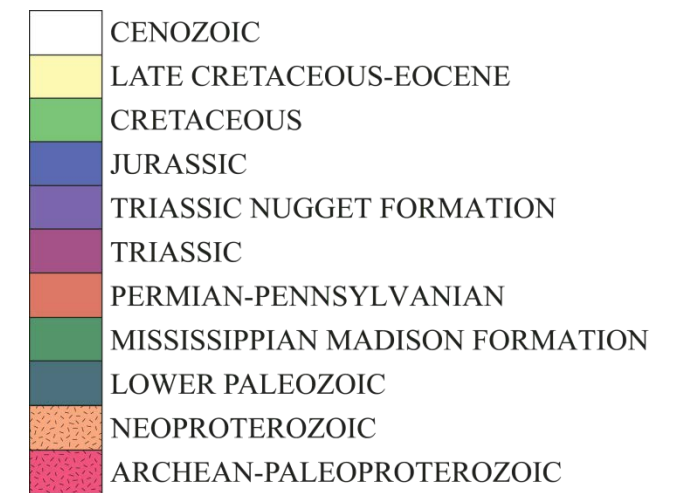 CENOZOIC
LATE CRETACEOUS-EOCENE
CRETACEOUS
JURASSIC
TRIASSIC NUGGET FORMATION
TRIASSIC
PERMIAN-PENNSYLVANIAN
MISSISSIPPIAN MADISON FORMATION
LOWER PALEOZOIC
NEOPROTEROZOIC
ARCHEAN-PALEOPROTEROZOIC